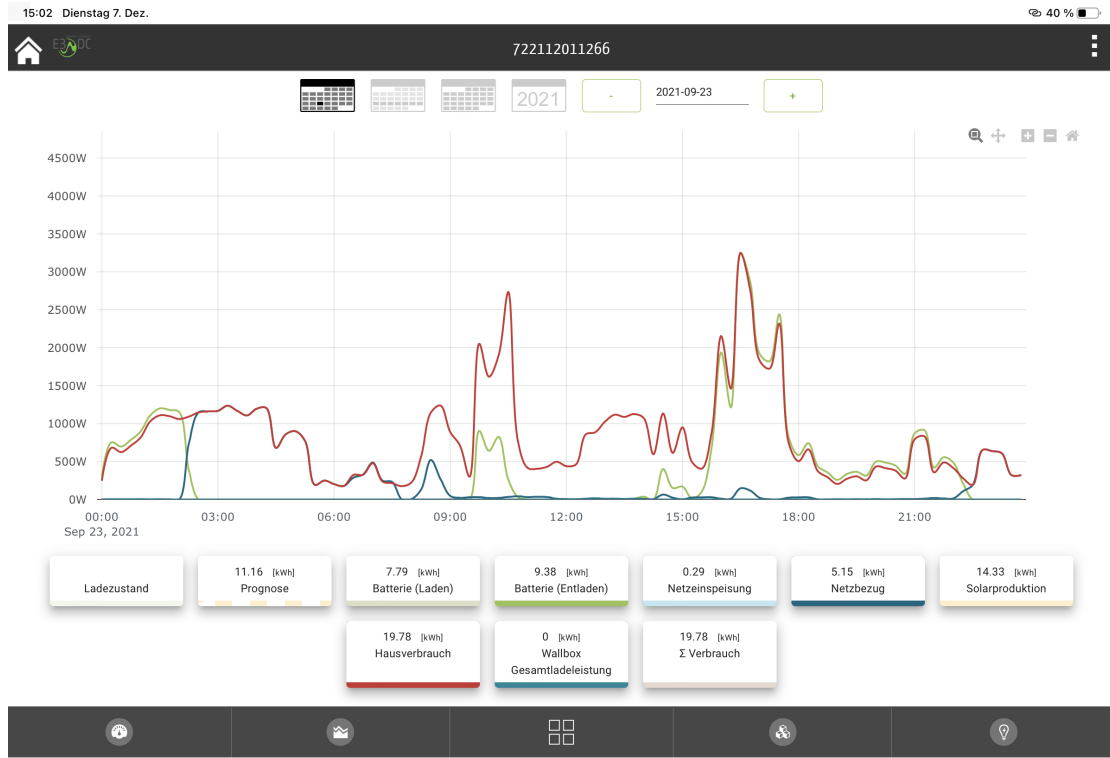 15:02 Dienstag 7. Dez.
40 %
E3/DC
722112011266
2021
-
2021-09-23
+
4500W
4000W
3500W
3000W
2500W
2000W
1500W
1000W
500W
0W
00:00 03:00 06:00 09:00 12:00 15:00 18:00 21:00
Sep 23, 2021
Ladezustand
11.16 [kWh]
Prognose
7.79 [kWh]
Batterie (Laden)
9.38 [kWh]
Batterie (Entladen)
0.29 [kWh]
Netzeinspeisung
5.15 [kWh]
Netzbezug
14.33 [kWh]
Solarproduktion
19.78 [kWh]
Hausverbrauch
0 [kWh]
Wallbox
Gesamtladeleistung
19.78 [kWh]
Σ Verbrauch